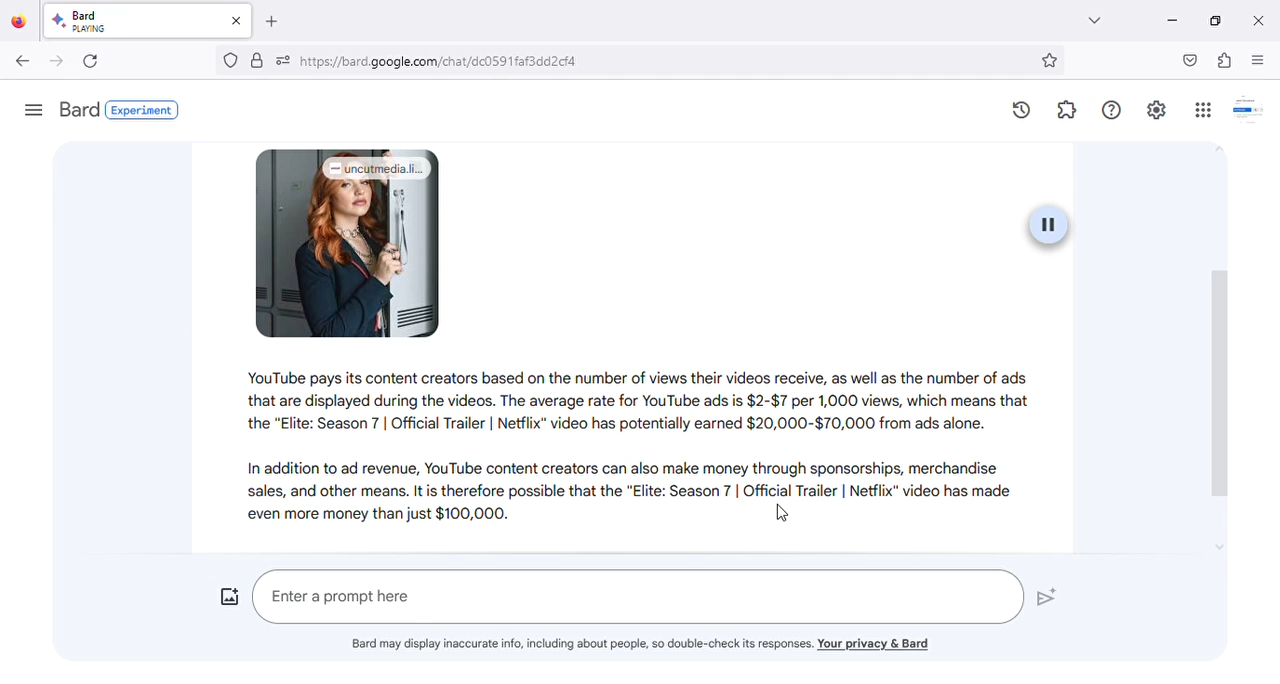 Bard
PLAYING
https://bard.google.com/chat/dc0591faf3dd2cf4
Bard Experiment
uncutmedia.li...
YouTube pays its content creators based on the number of views their videos receive, as well as the number of ads
that are displayed during the videos. The average rate for YouTube ads is $2-$7 per 1,000 views, which means that
the "Elite: Season 7 | Official Trailer | Netflix" video has potentially earned $20,000-$70,000 from ads alone.
In addition to ad revenue, YouTube content creators can also make money through sponsorships, merchandise
sales, and other means. It is therefore possible that the "Elite: Season 7 | Official Trailer | Netflix" video has made
even more money than just $100,000.
Enter a prompt here
Bard may display inaccurate info, including about people, so double-check its responses. Your privacy & Bard